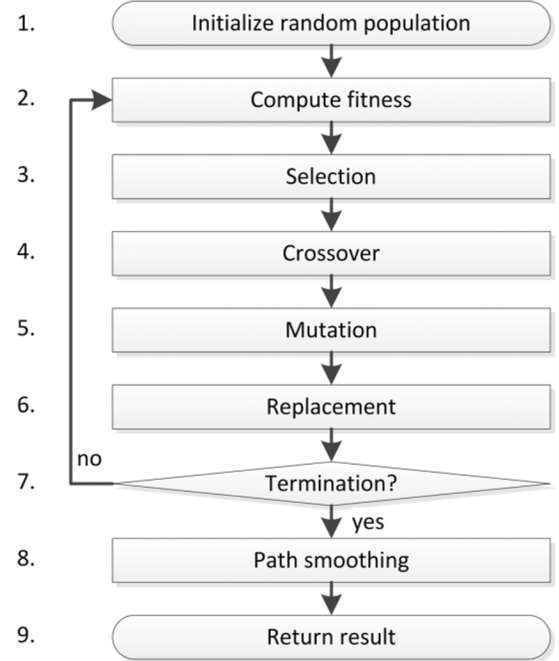 1. Initialize random population
2. Compute fitness
3. Selection
4. Crossover
5. Mutation
6. Replacement
no
7. Termination?
yes
8. Path smoothing
9. Return result